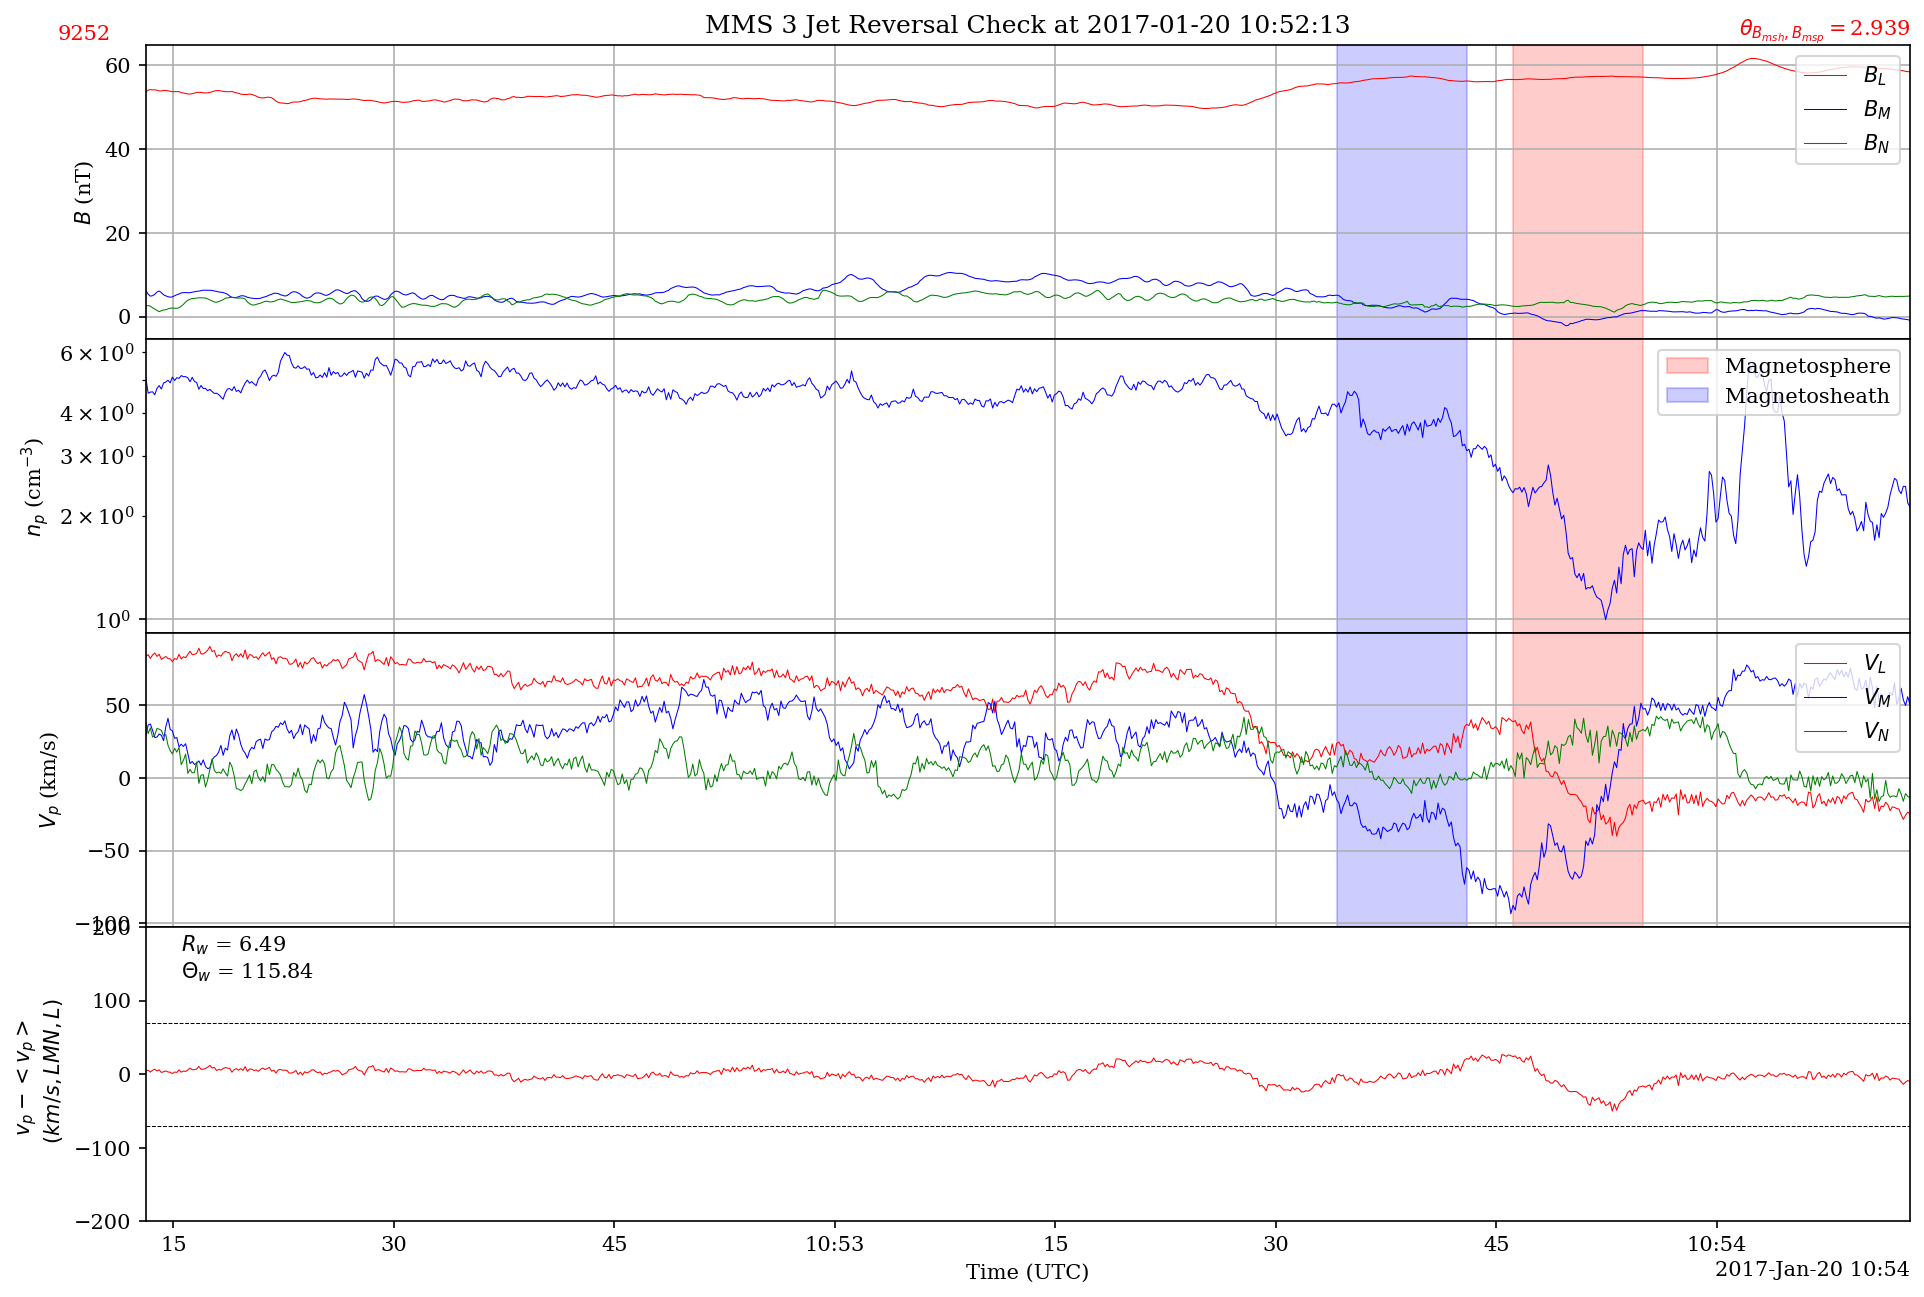 MMS 3 Jet Reversal Check at 2017-01-20 10:52:13
9252
θ_{B_{msh}, B_{msp}} = 2.939
60
40
20
0
B (nT)
B_L
B_M
B_N
6 × 10^0
4 × 10^0
3 × 10^0
2 × 10^0
10^0
n_p (cm^{−3})
Magnetosphere
Magnetosheath
50
0
−50
−100
V_p (km/s)
V_L
V_M
V_N
200
100
0
−100
−200
v_p − < v_p >
(km/s, LMN, L)
R_w = 6.49
Θ_w = 115.84
15
30
45
10:53
15
30
45
10:54
Time (UTC)
2017-Jan-20 10:54